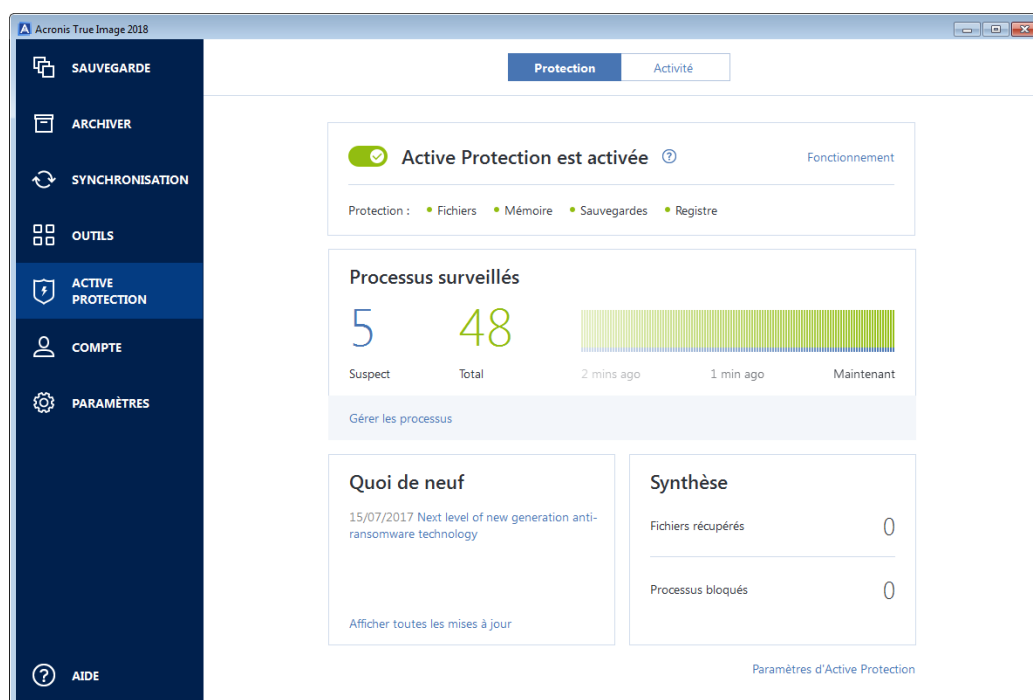 Acronis True Image 2018
SAUVEGARDE
ARCHIVER
SYNCHRONISATION
OUTILS
ACTIVE
PROTECTION
COMPTE
PARAMÈTRES
AIDE
Protection
Activité
Active Protection est activée
Fonctionnement
Protection : • Fichiers • Mémoire • Sauvegardes • Registre
Processus surveillés
5 48
Suspect Total 2 mins ago 1 min ago Maintenant
Gérer les processus
Quoi de neuf
15/07/2017 Next level of new generation anti-
ransomware technology
Afficher toutes les mises à jour
Synthèse
Fichiers récupérés 0
Processus bloqués 0
Paramètres d'Active Protection